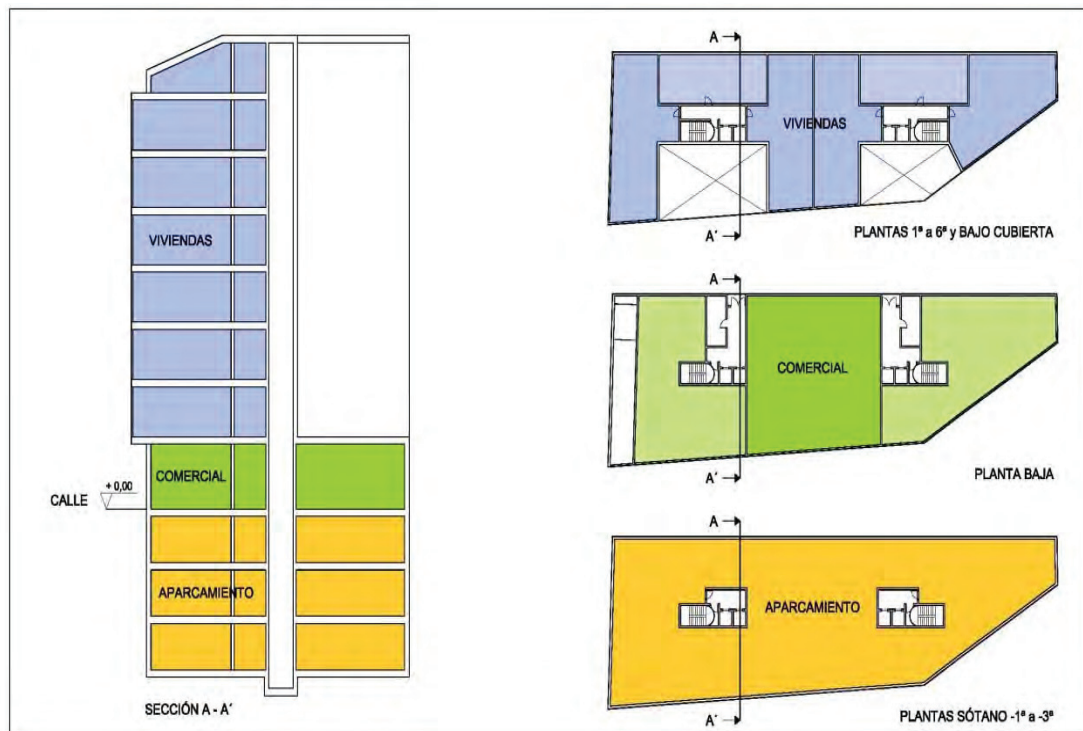 VIVIENDAS
COMERCIAL
CALLE
+ 0,00
APARCAMIENTO
SECCIÓN A - A´
A
VIVIENDAS
A´
PLANTAS 1ª a 6ª y BAJO CUBIERTA
A
COMERCIAL
A´
PLANTA BAJA
A
APARCAMIENTO
A´
PLANTAS SÓTANO -1ª a -3ª